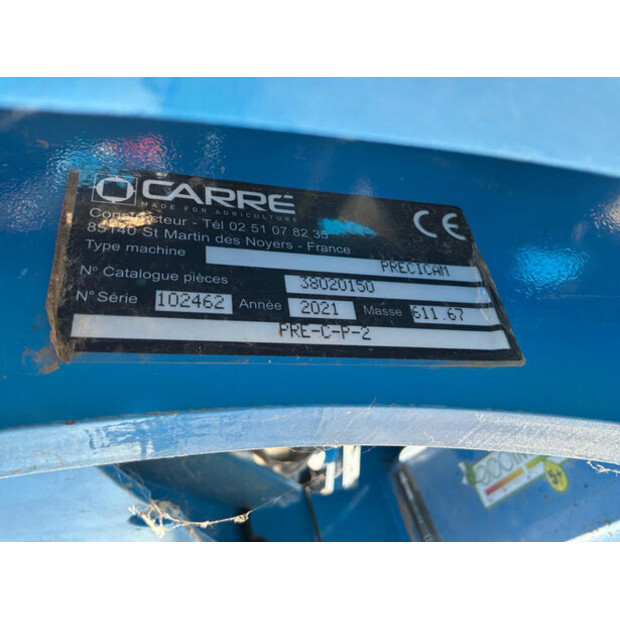 CARRÉ
MADE FOR AGRICULTURE
Constructeur - Tél 02 51 07 82 35
85140 St Martin des Noyers - France
Type machine PRECICAM
N° Catalogue pièces 38020150
N° Série 102462 Année 2021 Masse 611.67
PRE-C-P-2
CE